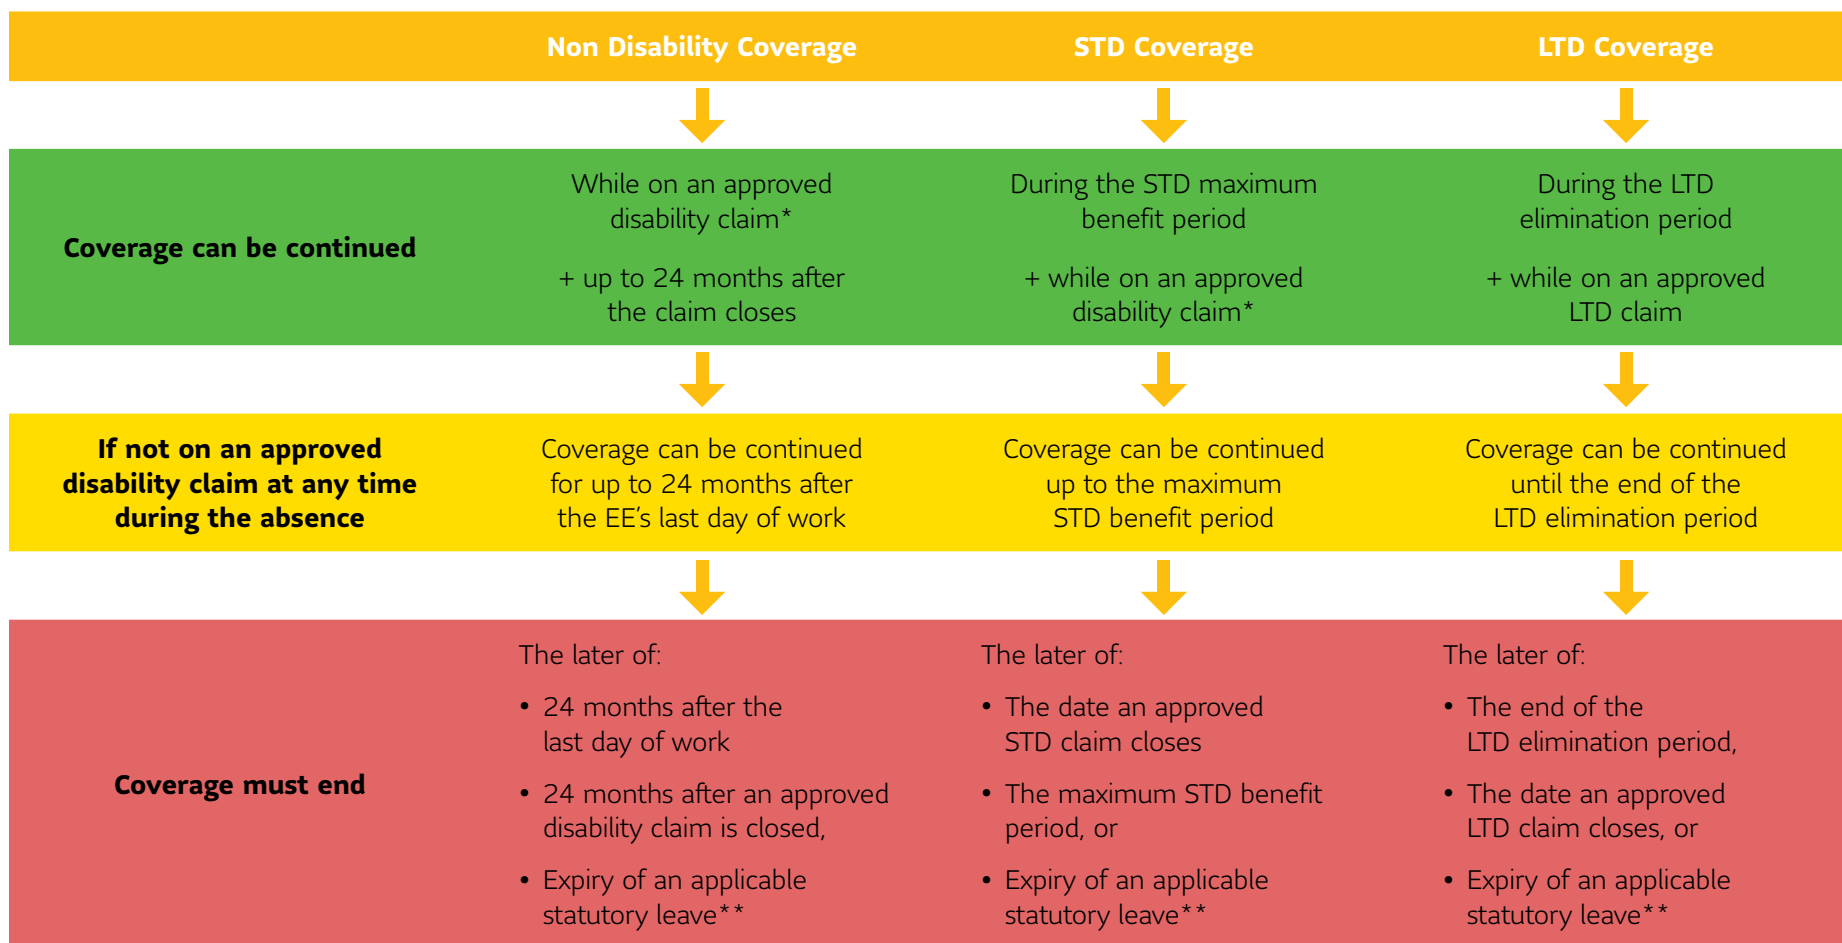 Non Disability Coverage
STD Coverage
LTD Coverage
Coverage can be continued
While on an approved
disability claim*
+ up to 24 months after
the claim closes
During the STD maximum
benefit period
+ while on an approved
disability claim*
During the LTD
elimination period
+ while on an approved
LTD claim
If not on an approved
disability claim at any time
during the absence
Coverage can be continued
for up to 24 months after
the EE's last day of work
Coverage can be continued
up to the maximum
STD benefit period
Coverage can be continued
until the end of the
LTD elimination period
Coverage must end
The later of:
• 24 months after the
last day of work
• 24 months after an approved
disability claim is closed,
• Expiry of an applicable
statutory leave**
The later of:
• The date an approved
STD claim closes
• The maximum STD benefit
period, or
• Expiry of an applicable
statutory leave**
The later of:
• The end of the
LTD elimination period,
• The date an approved
LTD claim closes, or
• Expiry of an applicable
statutory leave**